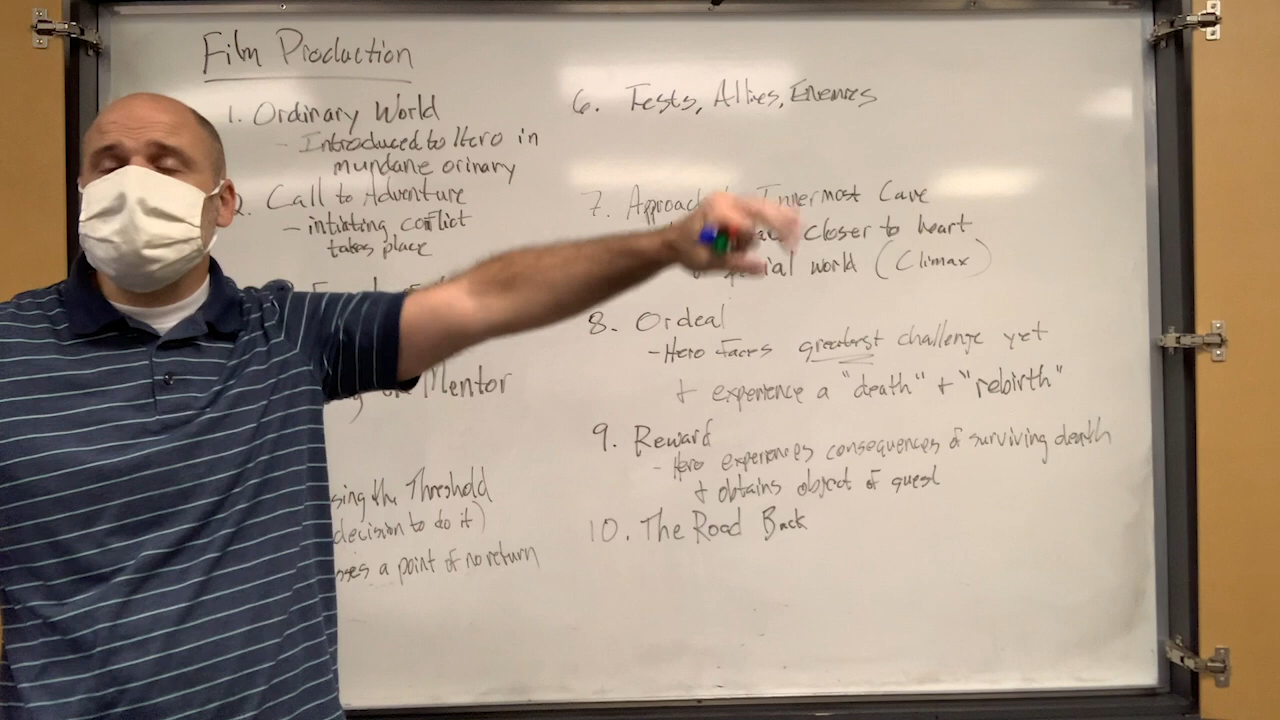 Film Production
1. Ordinary World
- Introduced to Hero in
mundane orinary
2. Call to Adventure
- intiating conflict
takes place
Mentor
sing the Threshold
decision to do it)
sses a point of no return
6. Tests, Allies, Enemies
7. Approach Innermost Cave
closer to heart
world (Climax)
8. Ordeal
- Hero faces greatest challenge yet
+ experience a "death" + "rebirth"
9. Reward
- Hero experiences consequences of surviving death
+ obtains object of quest
10. The Road Back